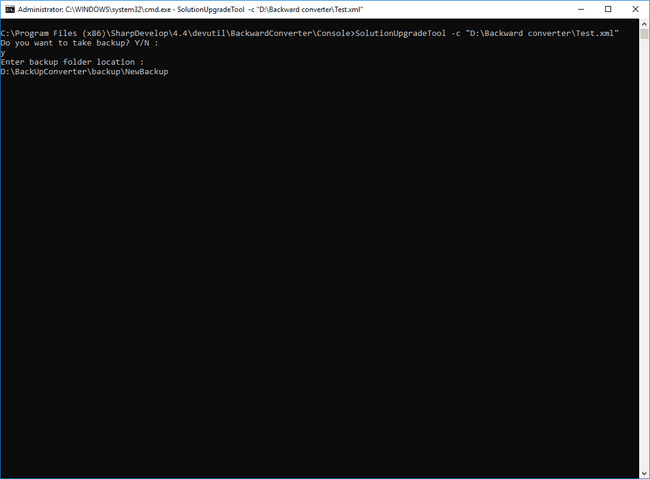 Administrator: C:\WINDOWS\system32\cmd.exe - SolutionUpgradeTool -c "D:\Backward converter\Test.xml"
C:\Program Files (x86)\SharpDevelop\4.4\devutil\BackwardConverter\Console>SolutionUpgradeTool -c "D:\Backward converter\Test.xml"
Do you want to take backup? Y/N :
y
Enter backup folder location :
D:\BackUpConverter\backup\NewBackup